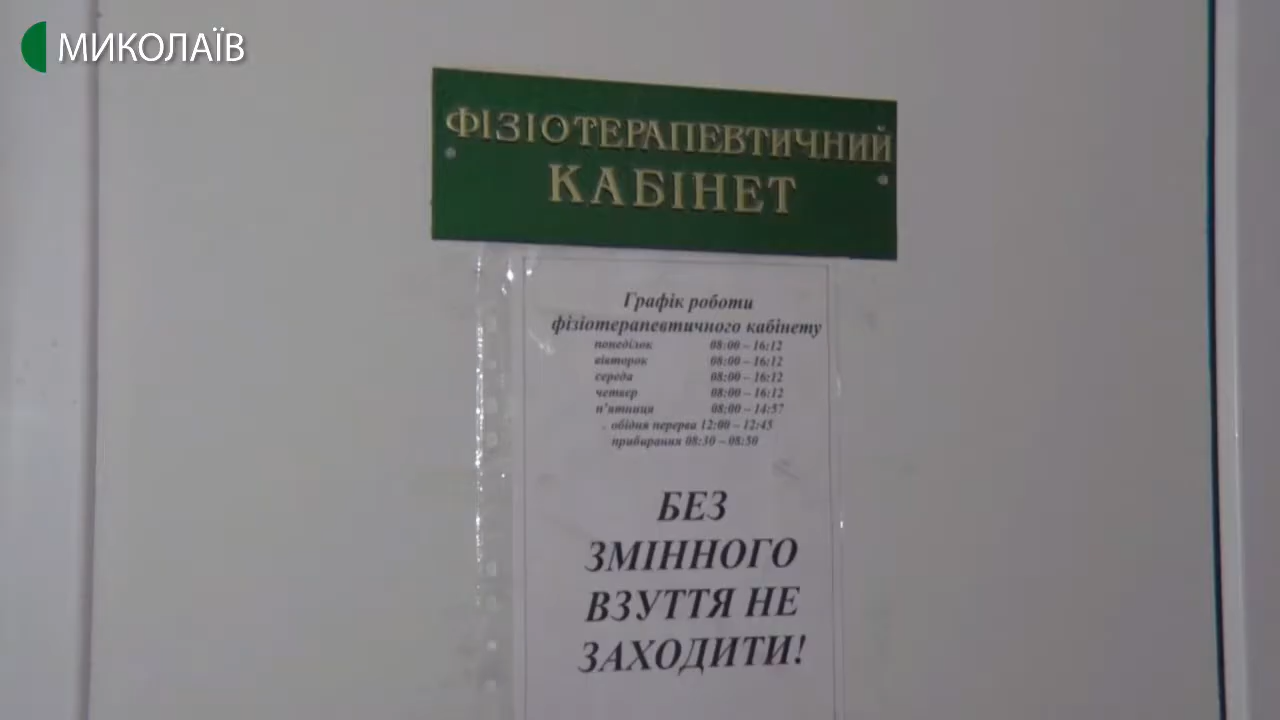 МИКОЛАЇВ
ФІЗІОТЕРАПЕВТИЧНИЙ
КАБІНЕТ
Графік роботи
фізіотерапевтичного кабінету
понеділок 08:00 – 16:12
вівторок 08:00 – 16:12
середа 08:00 – 16:12
четвер 08:00 – 16:12
п'ятниця 08:00 – 14:57
обідня перерва 12:00 – 12:45
прибирання 08:30 – 08:50
БЕЗ
ЗМІННОГО
ВЗУТТЯ НЕ
ЗАХОДИТИ!